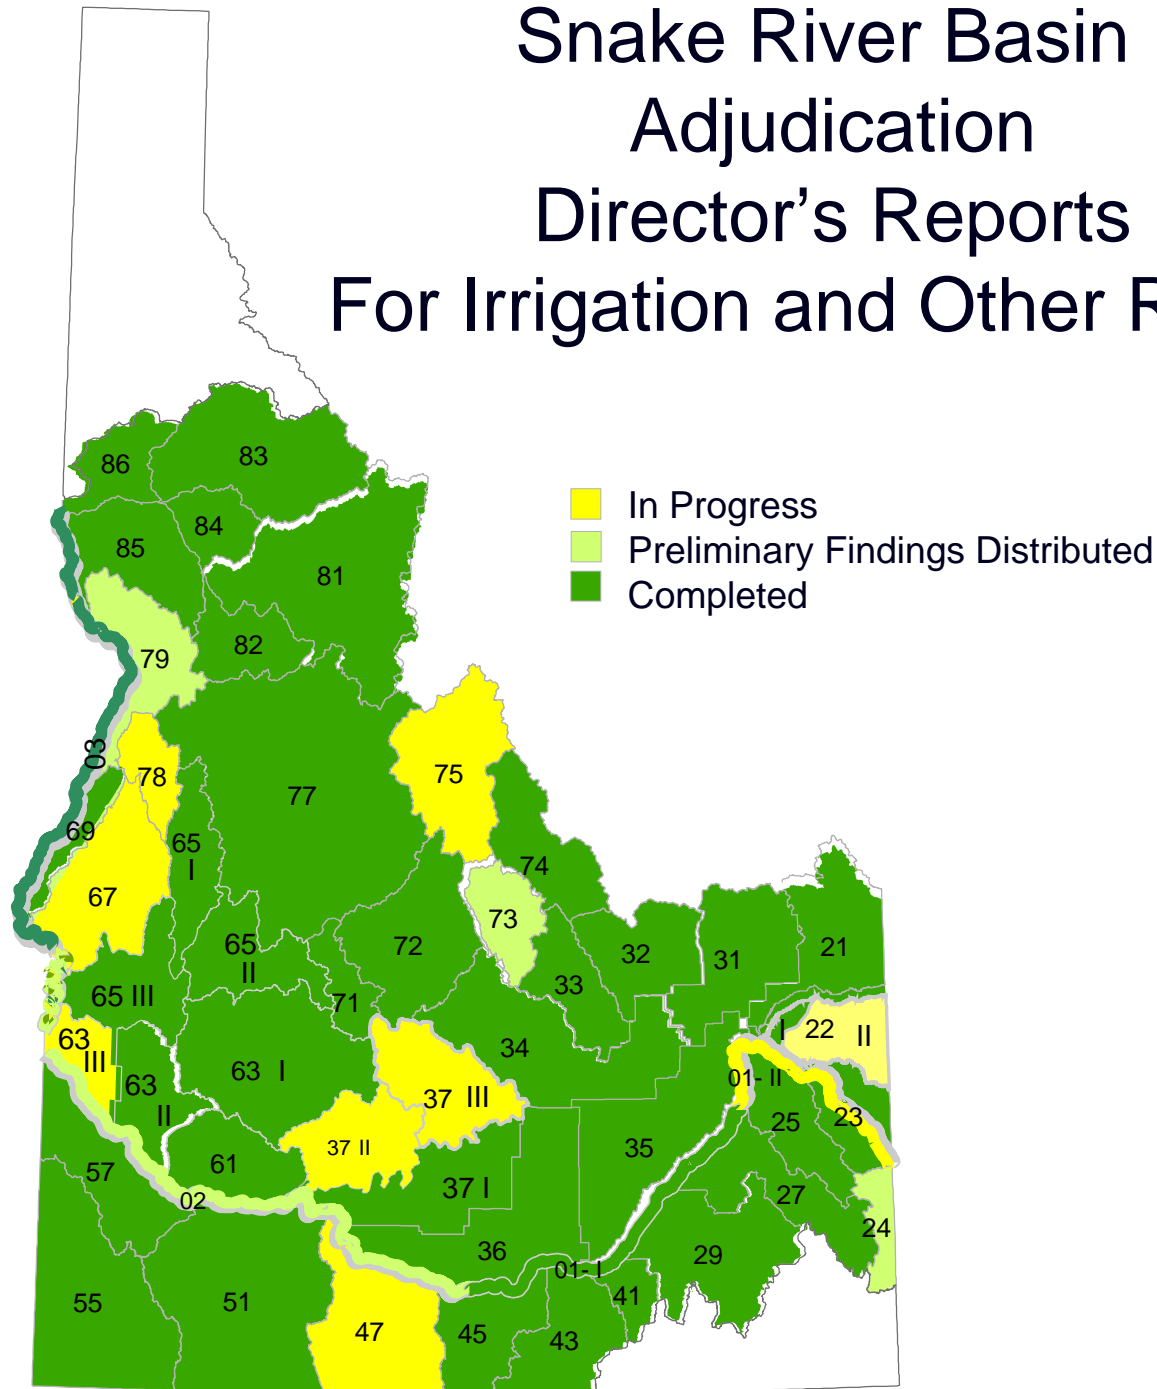 Snake River Basin
Adjudication
Director’s Reports
For Irrigation and Other R
In Progress
Preliminary Findings Distributed
Completed
86
83
84
85
81
82
79
03
78
75
77
69
65
I
74
67
73
72
65
II
32
31
21
33
65 III
71
22 II
I
63
III
34
63 I
01- II
63
II
37 III
23
25
37 II
35
61
57
37 I
27
02
24
36
29
01- I
41
55
51
47
45
43